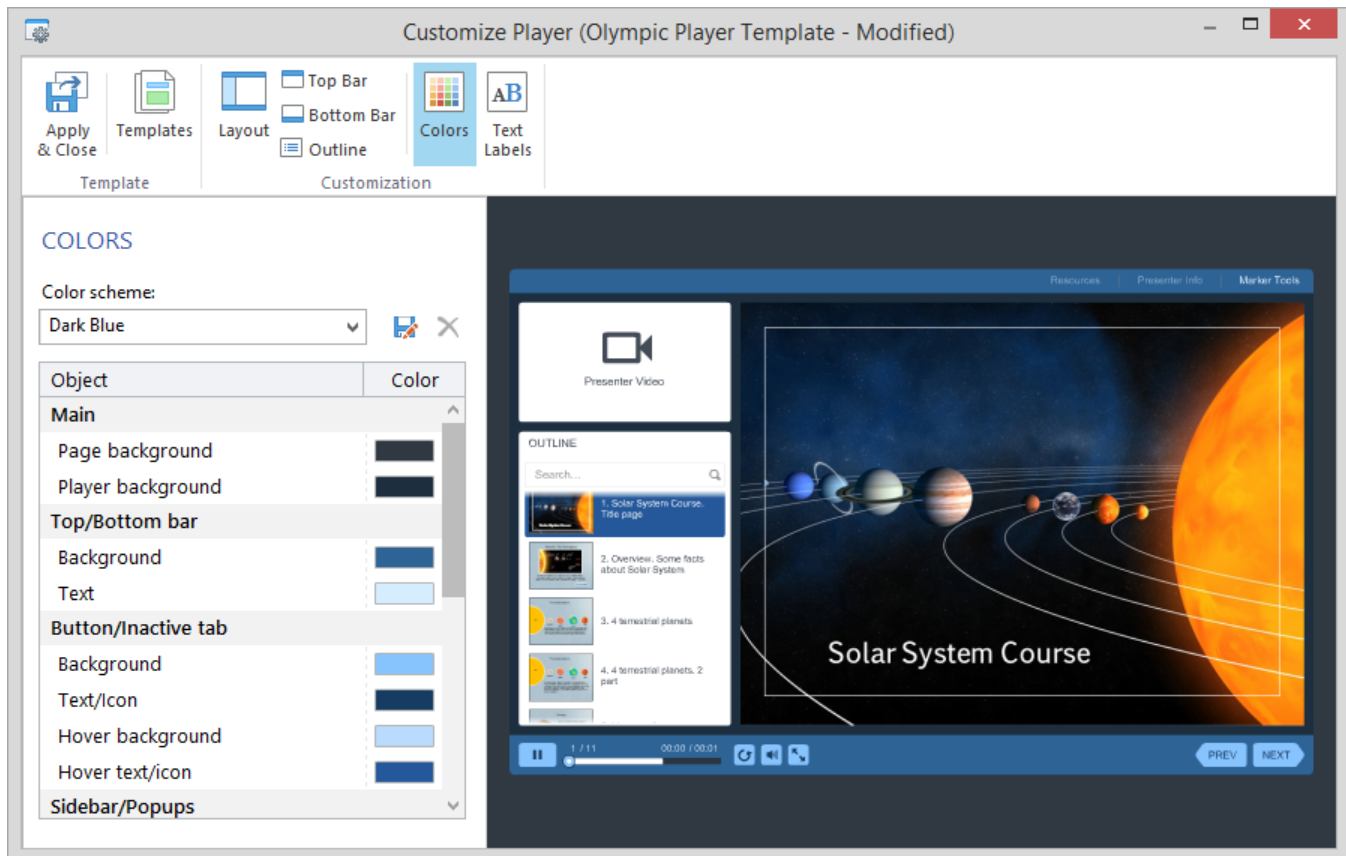 Customize Player (Olympic Player Template - Modified)
Apply & Close
Templates
Layout
Top Bar
Bottom Bar
Outline
Colors
Text Labels
Template
Customization
COLORS
Color scheme:
Dark Blue
Object Color
Main
Page background
Player background
Top/Bottom bar
Background
Text
Button/Inactive tab
Background
Text/Icon
Hover background
Hover text/icon
Sidebar/Popups
Resources
Presenter Info
Marker Tools
Presenter Video
OUTLINE
Search...
1. Solar System Course.
Title page
2. Overview. Some facts
about Solar System
3. 4 terrestrial planets
4. 4 terrestrial planets. 2
part
Solar System Course
1 / 11
00:00 / 00:01
PREV
NEXT